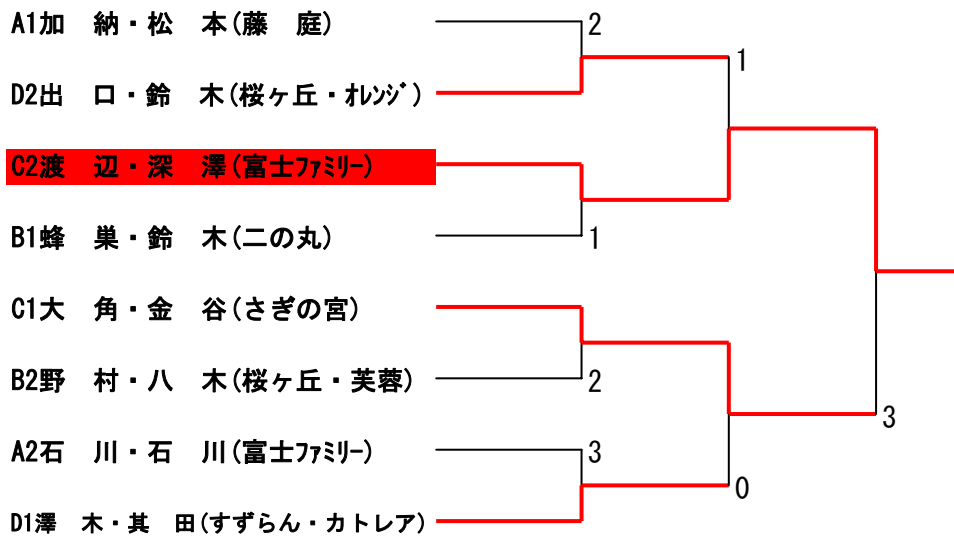 A1加　納・松　本(藤　庭)
2
1
D2出　口・鈴　木(桜ヶ丘・ｵﾚﾝｼﾞ)
C2渡　辺・深　澤(富士ﾌｧﾐﾘｰ)
B1蜂　巣・鈴　木(二の丸)
1
C1大　角・金　谷(さぎの宮)
B2野　村・八　木(桜ヶ丘・芙蓉)
2
3
A2石　川・石　川(富士ﾌｧﾐﾘｰ)
3
0
D1澤　木・其　田(すずらん・カトレア)